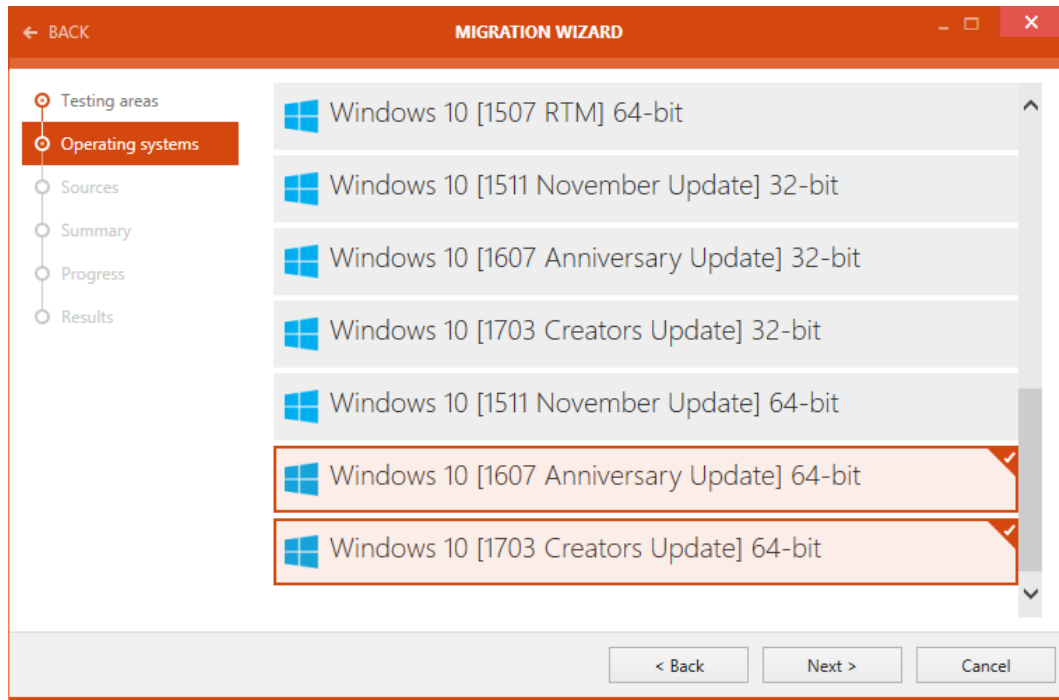 BACK
MIGRATION WIZARD
Testing areas
Operating systems
Sources
Summary
Progress
Results
Windows 10 [1507 RTM] 64-bit
Windows 10 [1511 November Update] 32-bit
Windows 10 [1607 Anniversary Update] 32-bit
Windows 10 [1703 Creators Update] 32-bit
Windows 10 [1511 November Update] 64-bit
Windows 10 [1607 Anniversary Update] 64-bit
Windows 10 [1703 Creators Update] 64-bit
< Back
Next >
Cancel